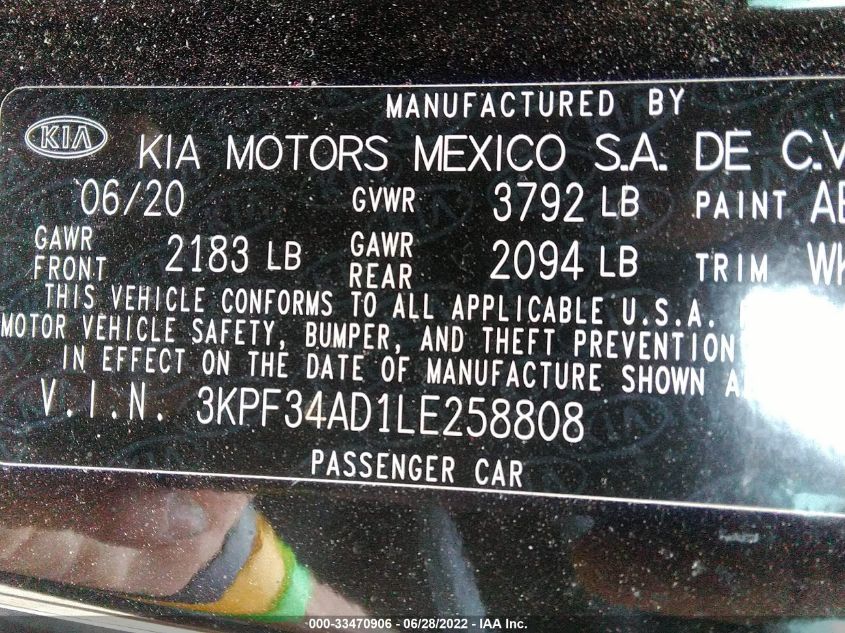 MANUFACTURED BY
KIA KIA MOTORS MEXICO S.A. DE C.V
06/20 GVWR 3792 LB PAINT
GAWR FRONT 2183 LB GAWR REAR 2094 LB TRIM
THIS VEHICLE CONFORMS TO ALL APPLICABLE U.S.A.
MOTOR VEHICLE SAFETY, BUMPER, AND THEFT PREVENTION
IN EFFECT ON THE DATE OF MANUFACTURE SHOWN
V.I.N. 3KPF34AD1LE258808
PASSENGER CAR
000-33470906 / 06/28/2022 - ©IAA Inc.